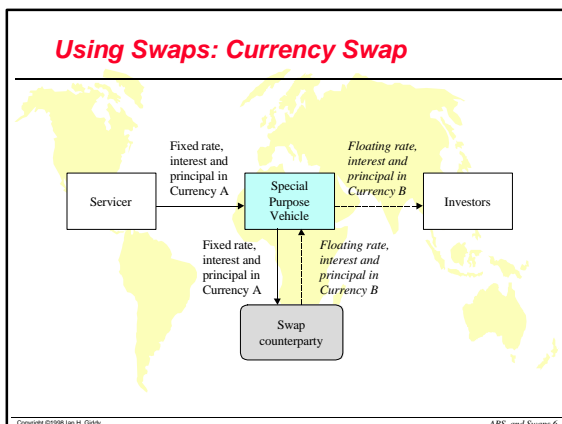 Using Swaps: Currency Swap
Fixed rate,
interest and
principal in
Currency A
Floating rate,
interest and
principal in
Currency B
Servicer
Special
Purpose
Vehicle
Investors
Fixed rate,
interest and
principal in
Currency A
Floating rate,
interest and
principal in
Currency B
Swap
counterparty
Copyright ©1998 Ian H. Giddy
ABS and Swaps 6